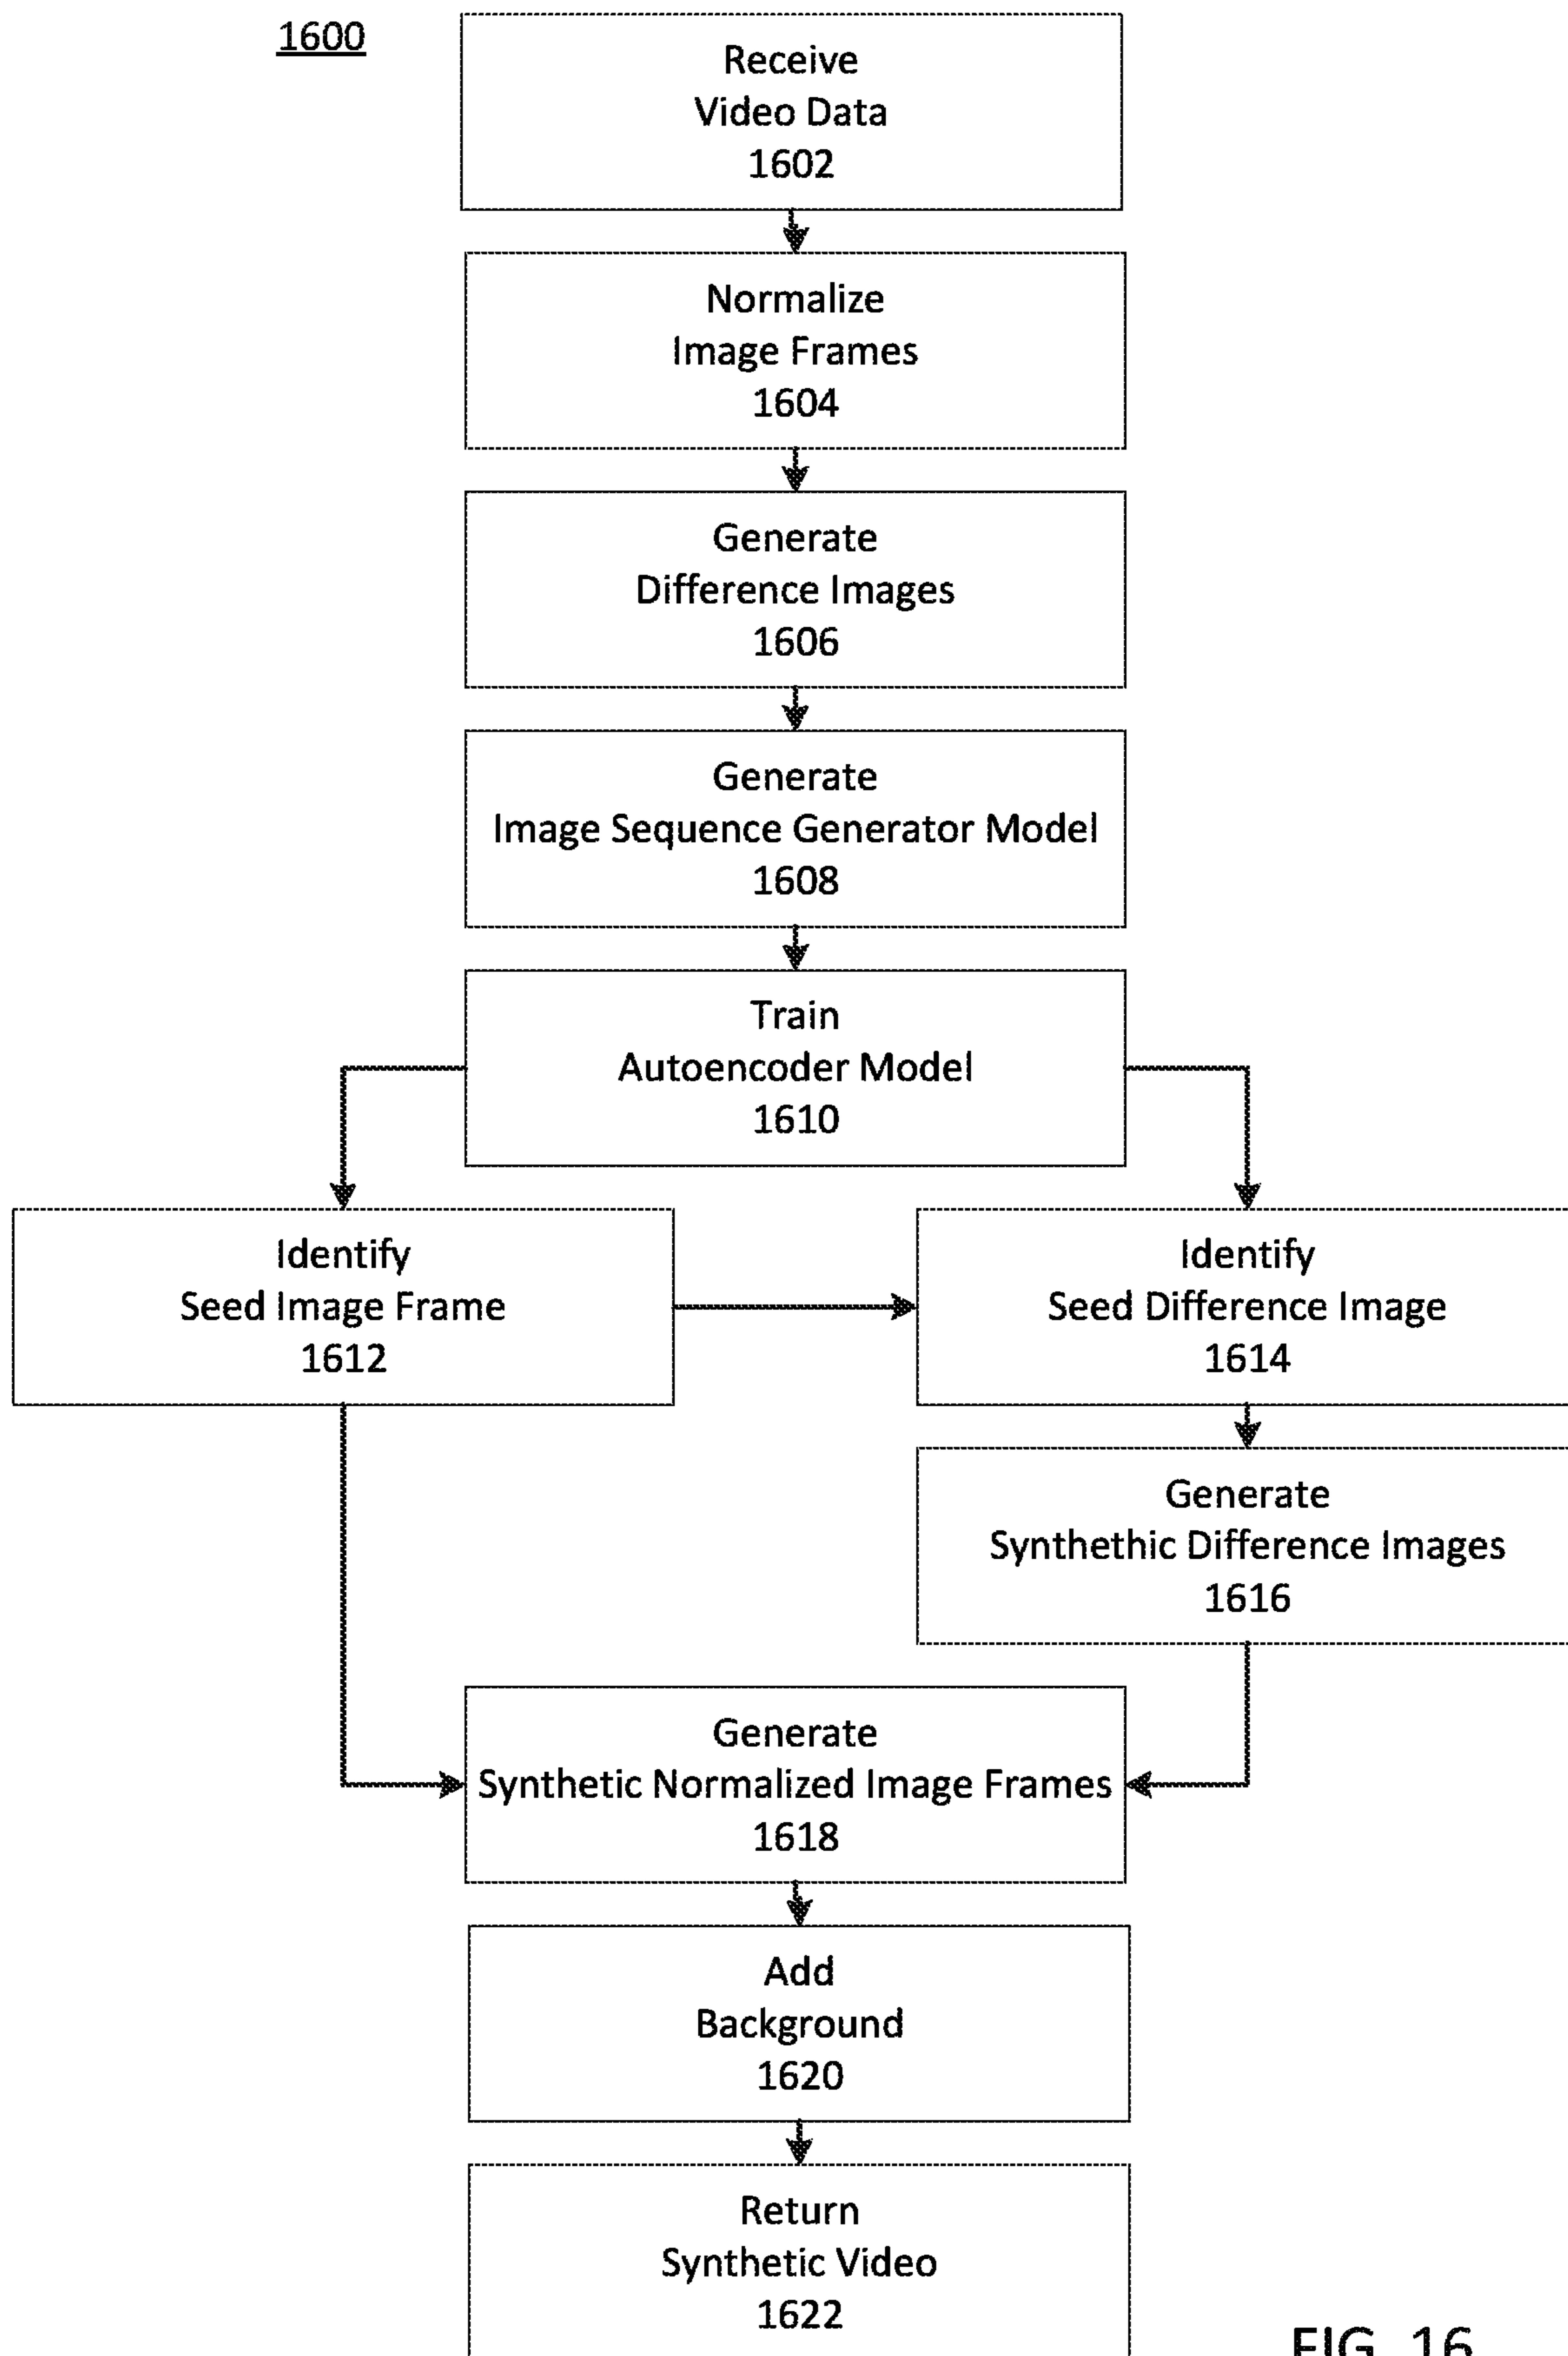 1600
Receive
Video Data
1602
Normalize
Image Frames
1604
Generate
Difference Images
1606
Generate
Image Sequence Generator Model
1608
Train
Autoencoder Model
1610
Identify
Seed Image Frame
1612
Identify
Seed Difference Image
1614
Generate
Synthethic Difference Images
1616
Generate
Synthetic Normalized Image Frames
1618
Add
Background
1620
Return
Synthetic Video
1622
FIG. 16